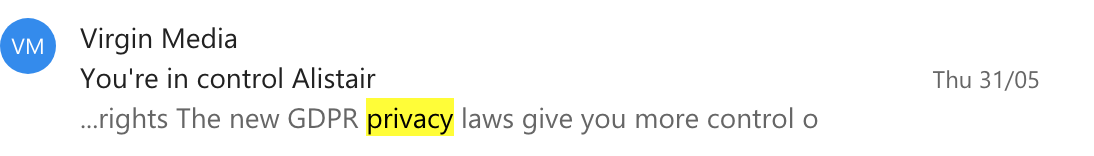 VM
Virgin Media
You're in control Alistair
Thu 31/05
...rights The new GDPR privacy laws give you more control o